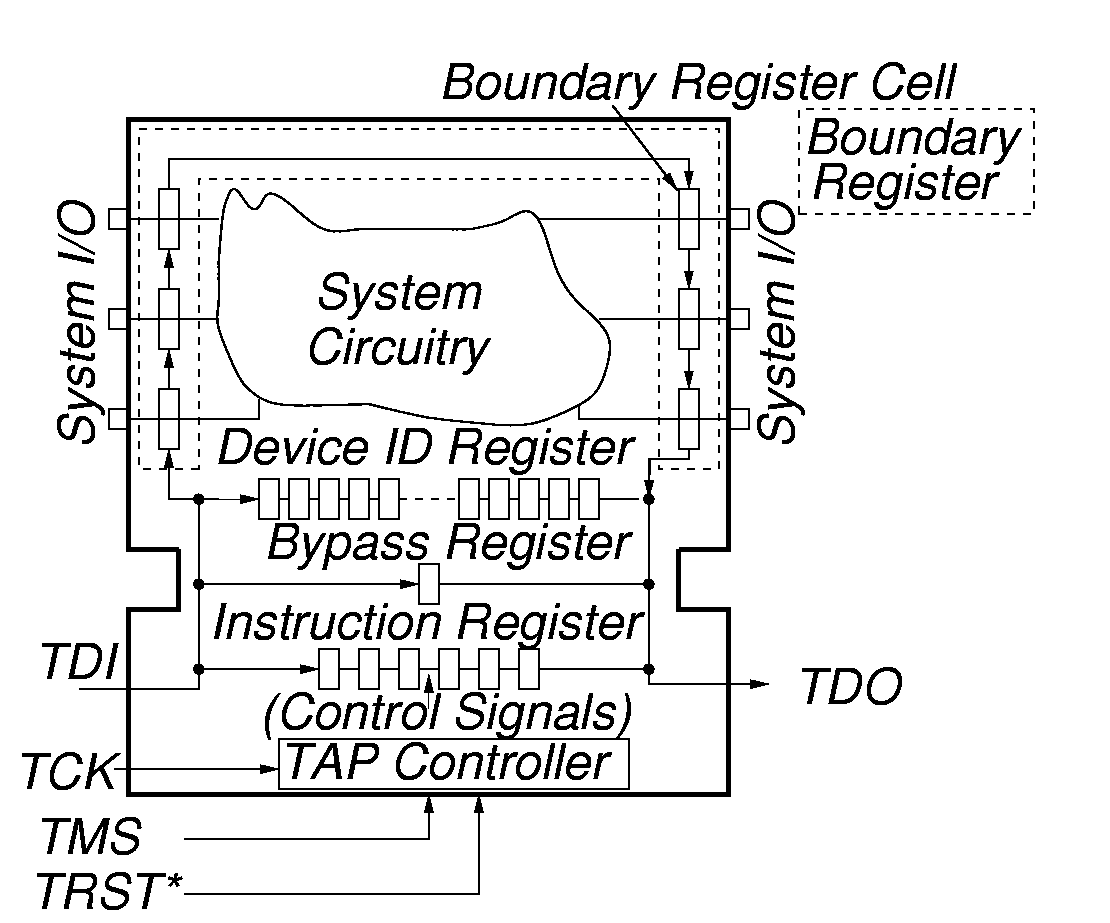 Boundary Register Cell
Boundary
Register
System I/O
System I/O
System
Circuitry
Device ID Register
Bypass Register
Instruction Register
TDI
TDO
(Control Signals)
TAP Controller
TCK
TMS
TRST*